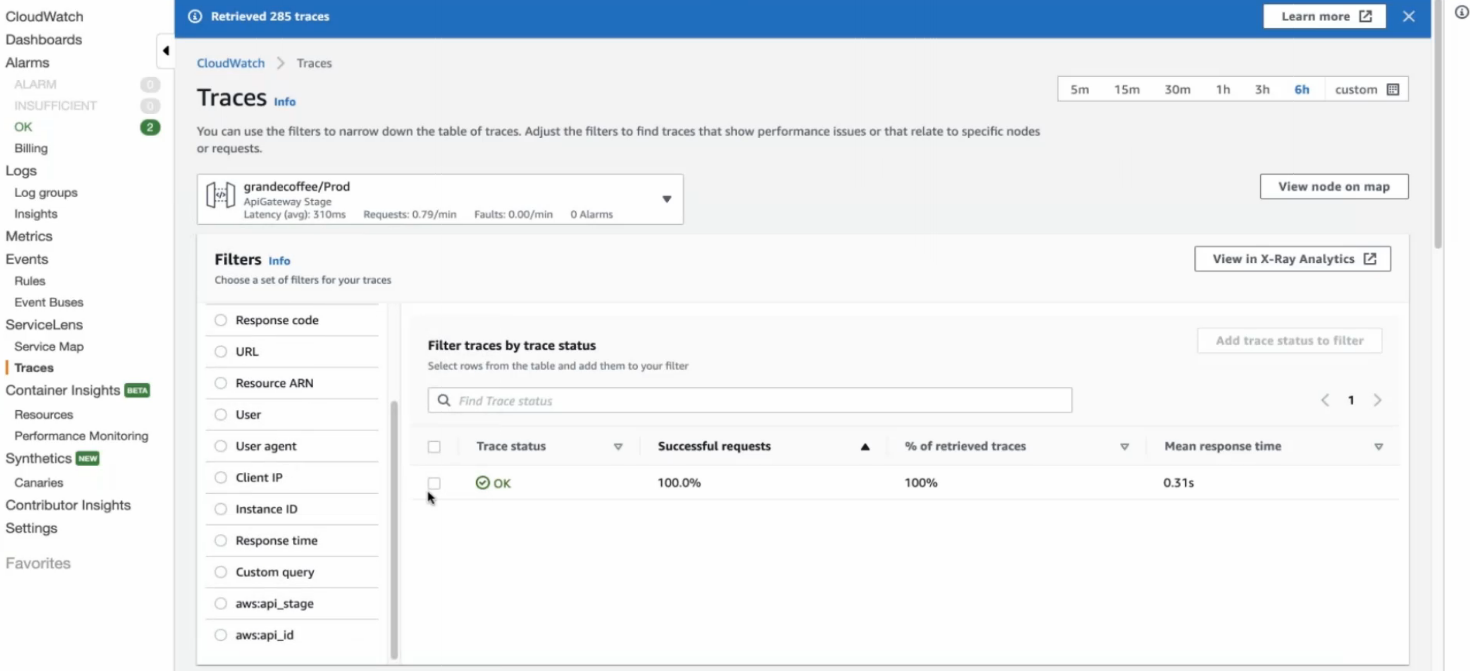 CloudWatch
Dashboards
Alarms
ALARM 0
INSUFFICIENT 0
OK 2
Billing
Logs
Log groups
Insights
Metrics
Events
Rules
Event Buses
ServiceLens
Service Map
Traces
Container Insights BETA
Resources
Performance Monitoring
Synthetics NEW
Canaries
Contributor Insights
Settings
Favorites
Retrieved 285 traces
Learn more
CloudWatch > Traces
Traces Info
5m 15m 30m 1h 3h 6h custom
You can use the filters to narrow down the table of traces. Adjust the filters to find traces that show performance issues or that relate to specific nodes
or requests.
grandecoffee/Prod
ApiGateway Stage
Latency (avg): 310ms Requests: 0.79/min Faults: 0.00/min 0 Alarms
View node on map
Filters Info
Choose a set of filters for your traces
View in X-Ray Analytics
Response code
URL
Resource ARN
User
User agent
Client IP
Instance ID
Response time
Custom query
aws:api_stage
aws:api_id
Filter traces by trace status
Select rows from the table and add them to your filter
Add trace status to filter
Find Trace status
< 1 >
Trace status Successful requests % of retrieved traces Mean response time
OK 100.0% 100% 0.31s